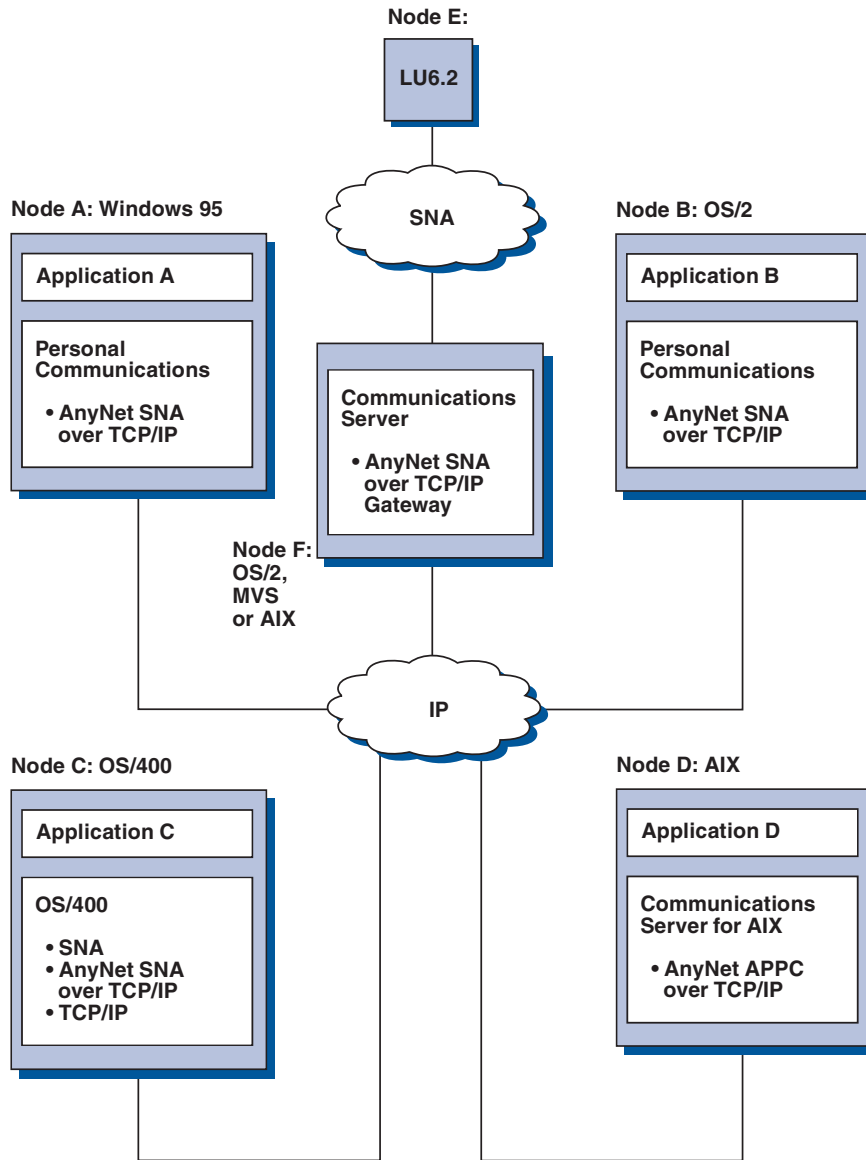 Node E:
LU6.2
SNA
Node A: Windows 95
Application A
Personal
Communications
• AnyNet SNA
over TCP/IP
Node B: OS/2
Application B
Personal
Communications
• AnyNet SNA
over TCP/IP
Communications
Server
• AnyNet SNA
over TCP/IP
Gateway
Node F:
OS/2,
MVS
or AIX
IP
Node C: OS/400
Application C
OS/400
• SNA
• AnyNet SNA
over TCP/IP
• TCP/IP
Node D: AIX
Application D
Communications
Server for AIX
• AnyNet APPC
over TCP/IP